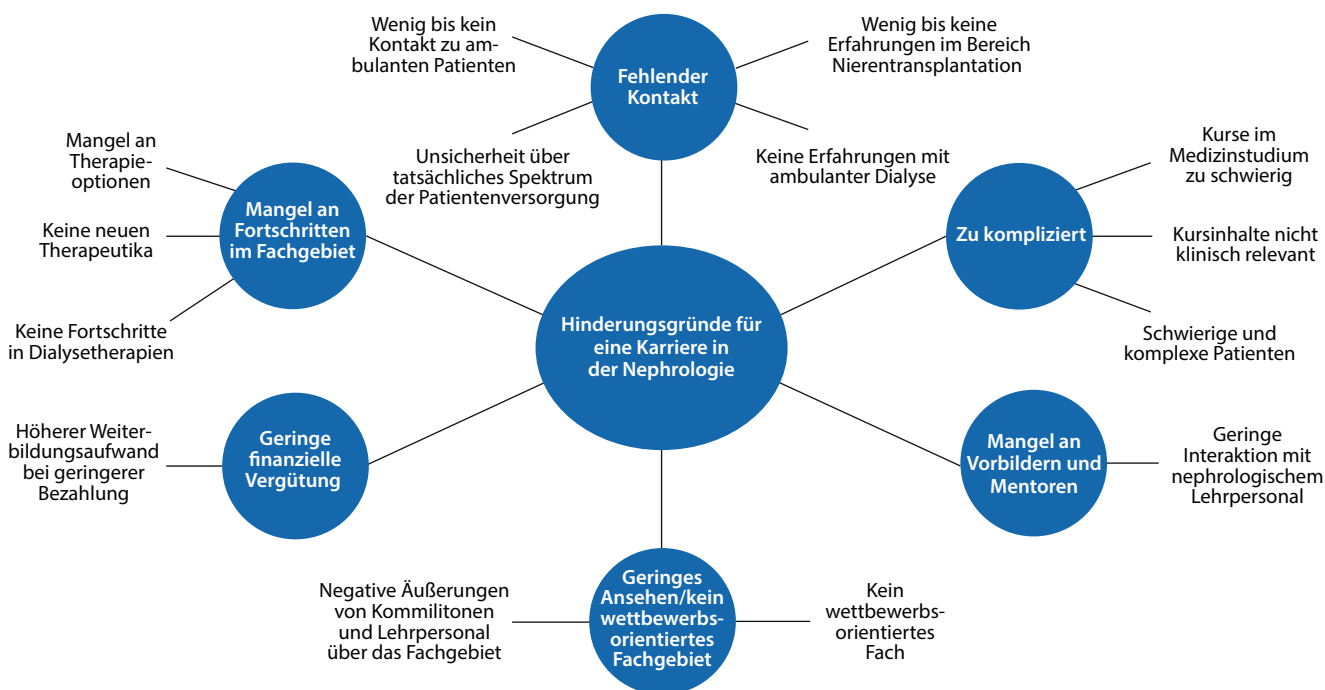 Wenig bis kein
Kontakt zu am-
bulanten Patienten
Fehlender
Kontakt
Wenig bis keine
Erfahrungen im Bereich
Nierentransplantation
Unsicherheit über
tatsächliches Spektrum
der Patientenversorgung
Keine Erfahrungen mit
ambulanter Dialyse
Mangel an
Therapie-
optionen
Keine neuen
Therapeutika
Keine Fortschritte
in Dialysetherapien
Mangel an
Fortschritten
im Fachgebiet
Zu kompliziert
Kurse im
Medizinstudium
zu schwierig
Kursinhalte nicht
klinisch relevant
Schwierige und
komplexe Patienten
Hinderungsgründe für
eine Karriere in
der Nephrologie
Höherer Weiter-
bildungsaufwand
bei geringerer
Bezahlung
Geringe
finanzielle
Vergütung
Mangel an
Vorbildern und
Mentoren
Geringe
Interaktion mit
nephrologischem
Lehrpersonal
Negative Äußerungen
von Kommilitonen
und Lehrpersonal
über das Fachgebiet
Geringes
Ansehen/kein
wettbewerbs-
orientiertes
Fachgebiet
Kein
wettbewerbs-
orientiertes
Fach